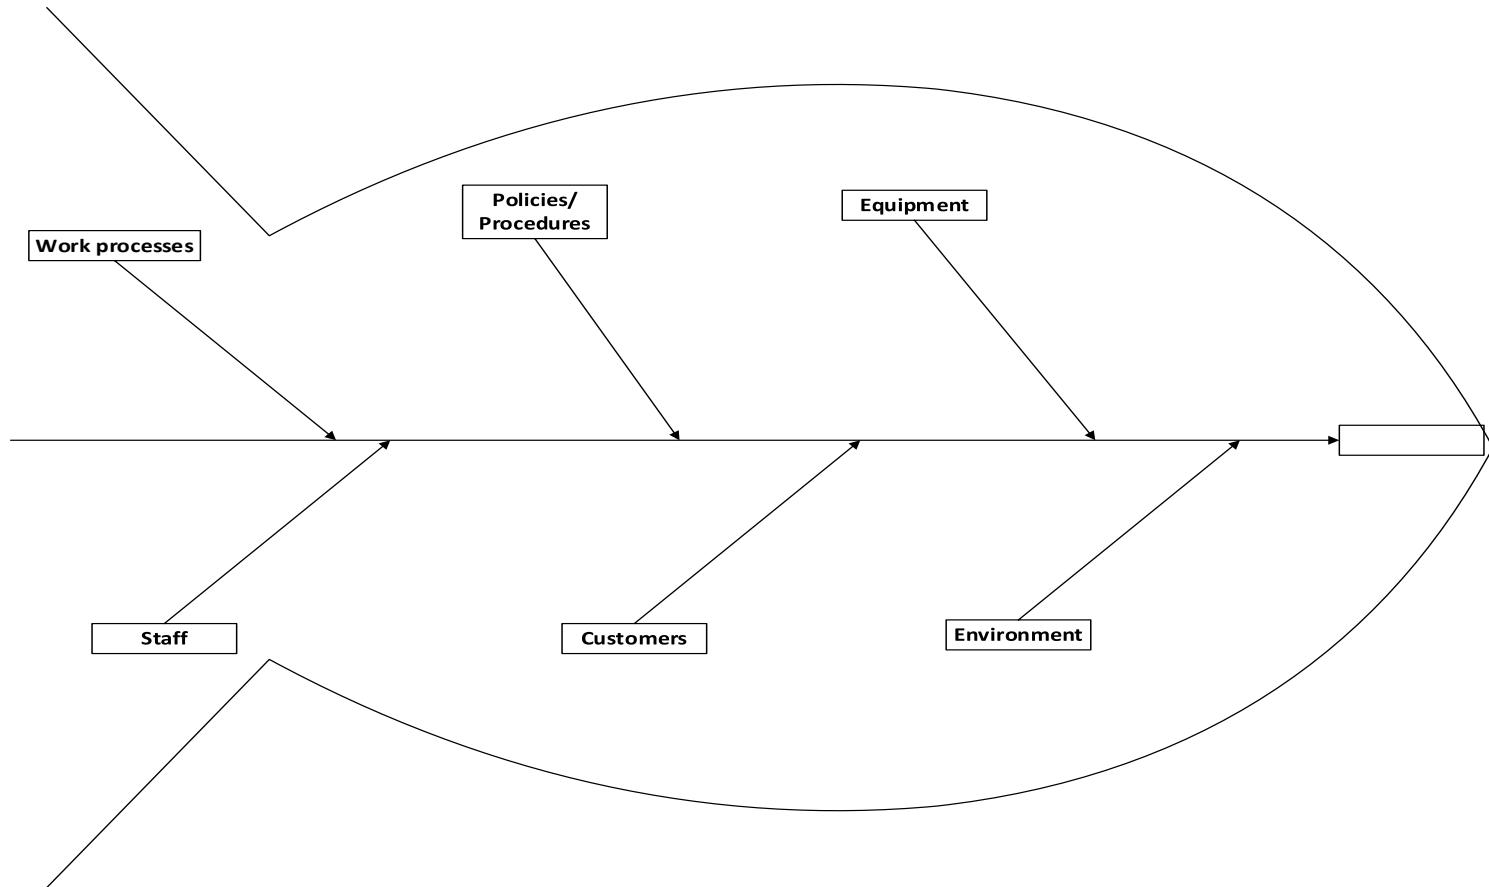 Policies/
Procedures
Equipment
Work processes
Staff
Customers
Environment